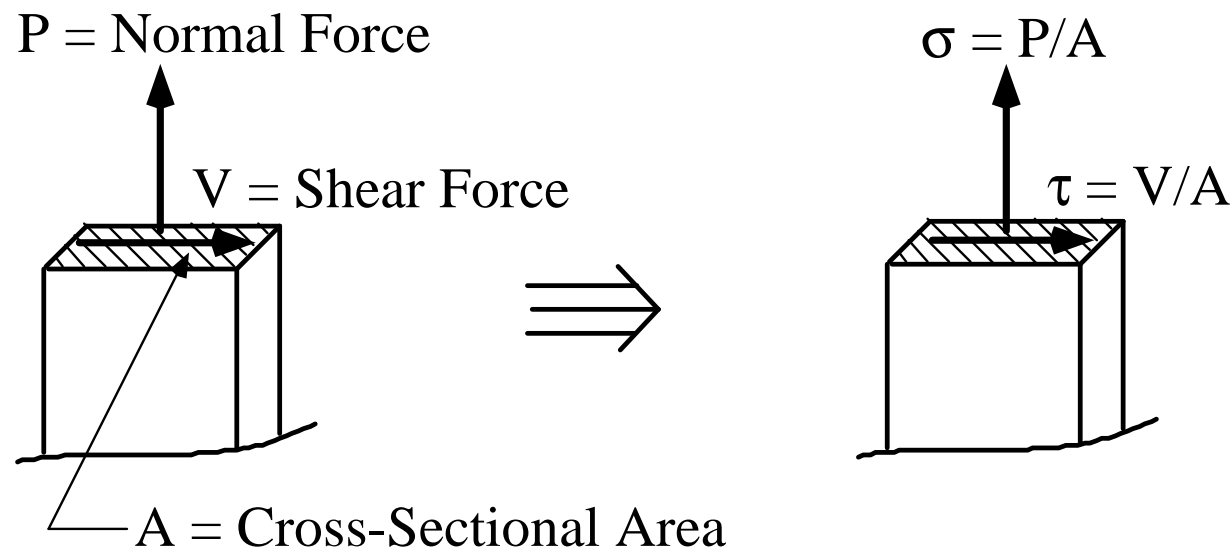 P = Normal Force
σ = P/A
V = Shear Force
τ = V/A
A = Cross-Sectional Area